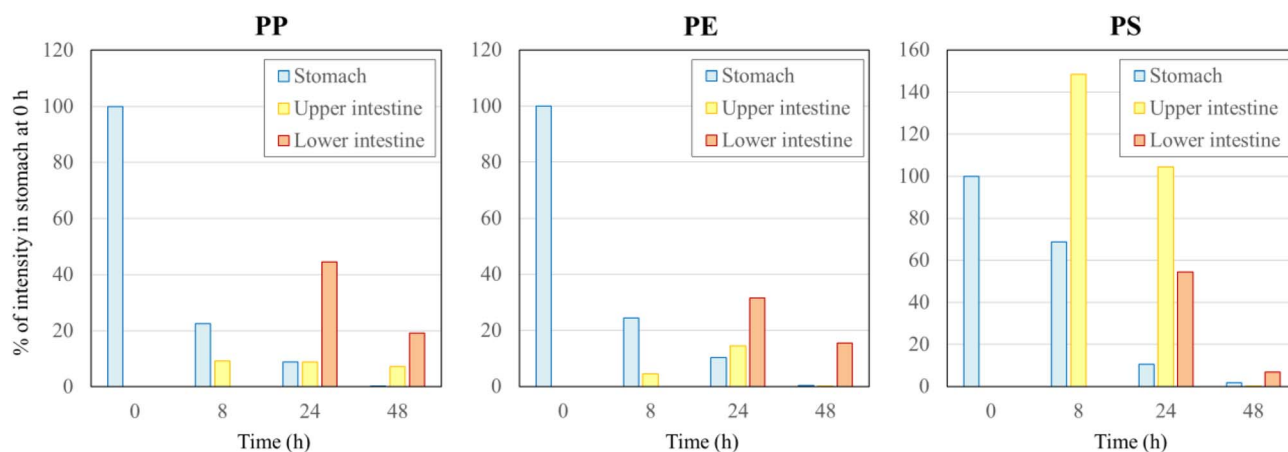 PP
% of intensity in stomach at 0 h
120
100
80
60
40
20
0
Stomach
Upper intestine
Lower intestine
0 8 24 48
Time (h)
PE
120
100
80
60
40
20
0
Stomach
Upper intestine
Lower intestine
0 8 24 48
Time (h)
PS
160
140
120
100
80
60
40
20
0
Stomach
Upper intestine
Lower intestine
0 8 24 48
Time (h)